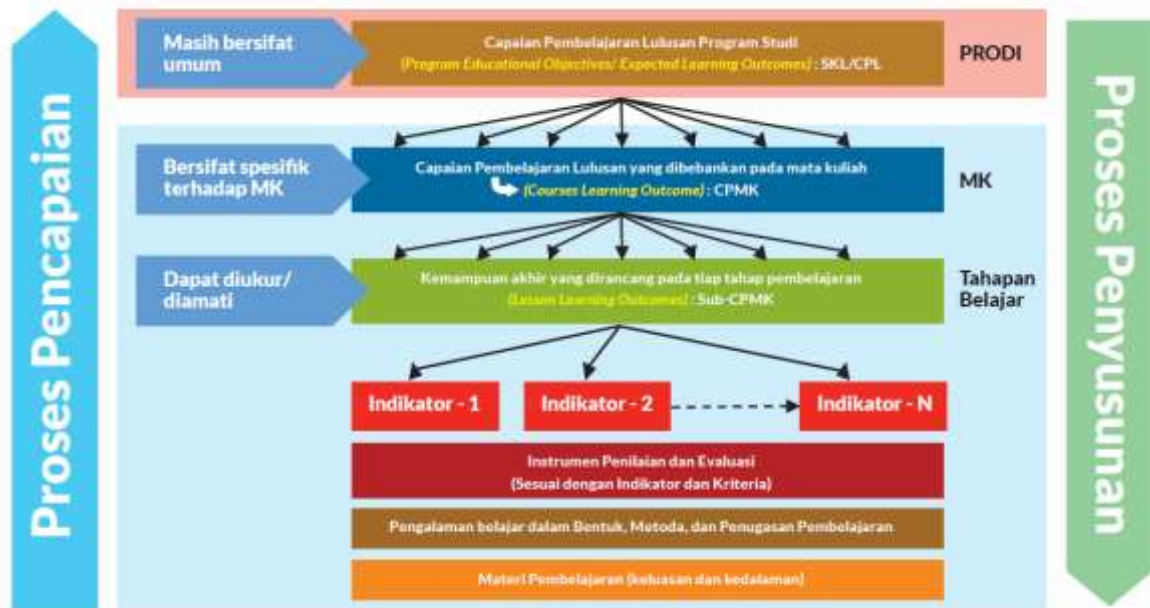 Proses Pencapaian
Masih bersifat
umum
Capaian Pembelajaran Lulusan Program Studi
(Program Educational Objectives/ Expected Learning Outcomes) : SKL/CPL
PRODI
Bersifat spesifik
terhadap MK
Capaian Pembelajaran Lulusan yang dibebankan pada mata kuliah
(Courses Learning Outcome) : CPMK
MK
Dapat diukur/
diamati
Kemampuan akhir yang dirancang pada tiap tahap pembelajaran
(Lesson Learning Outcomes) : Sub-CPMK
Tahapan
Belajar
Indikator - 1
Indikator - 2
Indikator - N
Instrumen Penilaian dan Evaluasi
(Sesuai dengan Indikator dan Kriteria)
Pengalaman belajar dalam Bentuk, Metoda, dan Penugasan Pembelajaran
Materi Pembelajaran (keluasan dan kedalaman)
Proses Penyusunan